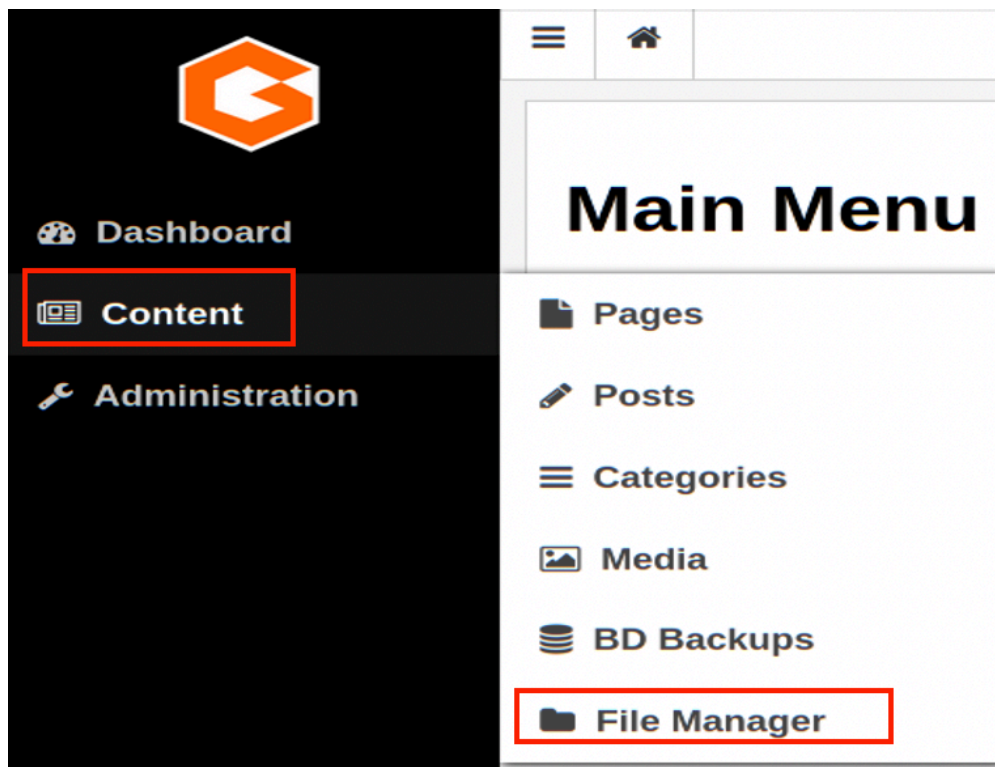 Dashboard
Content
Administration
Main Menu
Pages
Posts
Categories
Media
BD Backups
File Manager